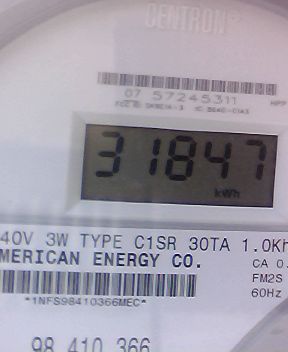 CENTRON®
07 57245311
31847
kWh
40V 3W TYPE C1SR 30TA 1.0Kh
MERICAN ENERGY CO.
CA 0.
FM2S
60Hz
*1NFS98410366MEC*
98 410 366